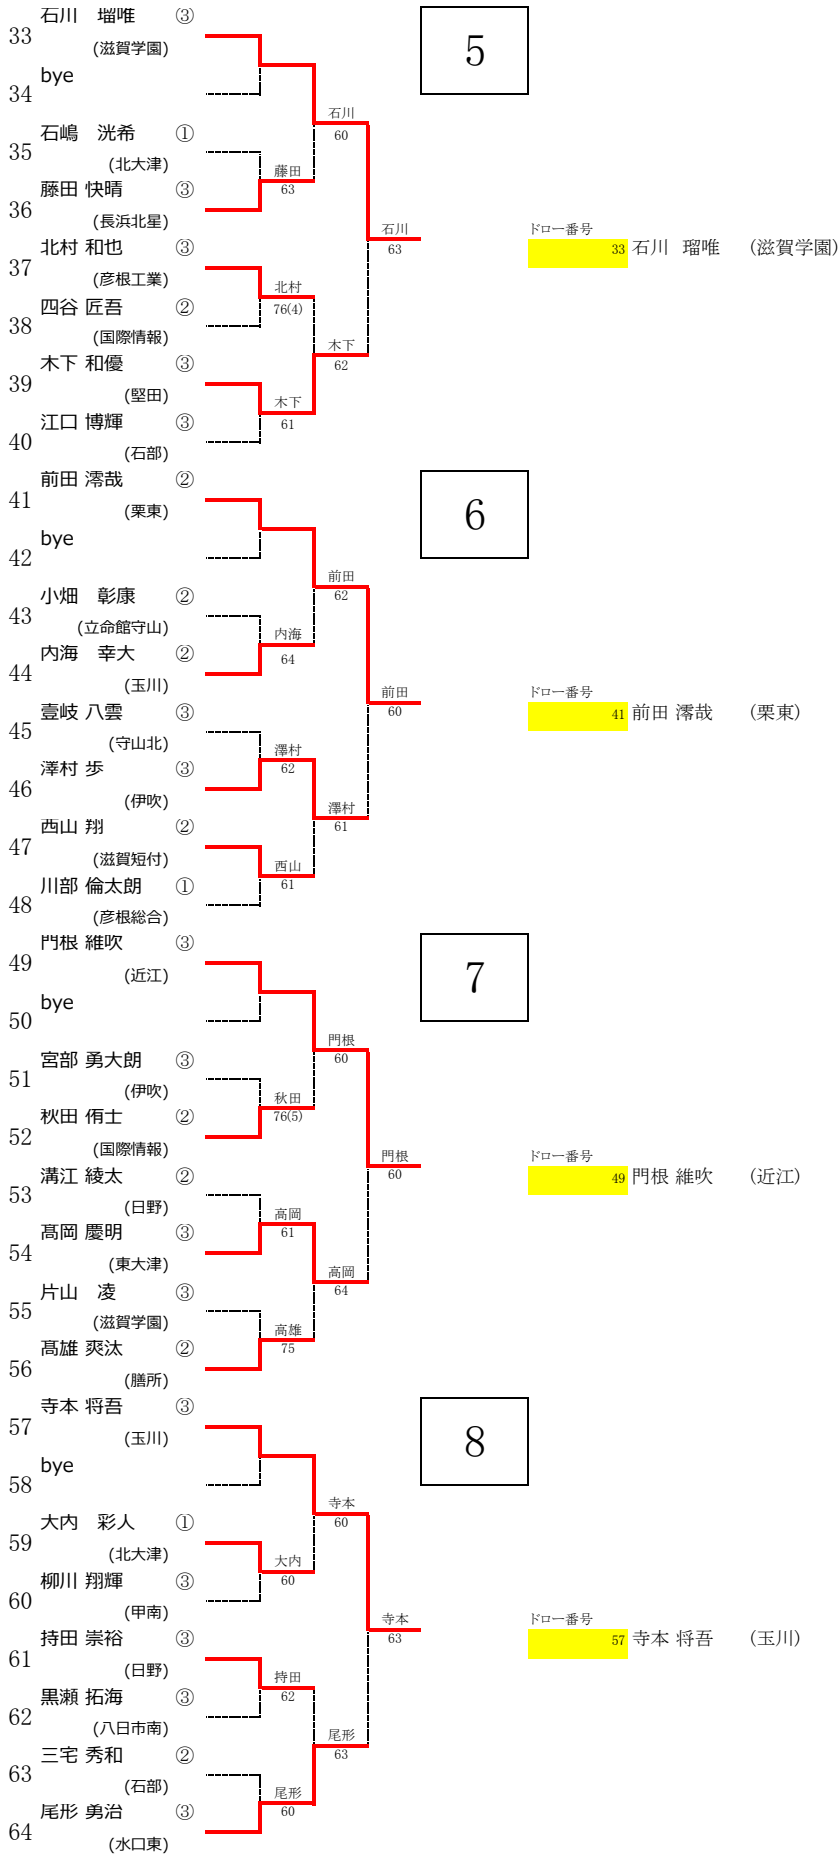 石川　瑠唯 ③
33 (滋賀学園)
5
bye
34
石川
60
石嶋　洸希 ①
35 (北大津)
藤田
63
藤田 快晴 ③
36 (長浜北星)
石川
63
ドロー番号
33 石川 瑠唯 (滋賀学園)
北村 和也 ③
37 (彦根工業)
北村
76(4)
四谷 匠吾 ②
38 (国際情報)
木下
62
木下 和優 ③
39 (堅田)
木下
61
江口 博輝 ③
40 (石部)
前田 澪哉 ②
41 (栗東)
6
bye
42
前田
62
小畑　彰康 ②
43 (立命館守山)
内海
64
内海　幸大 ②
44 (玉川)
前田
60
ドロー番号
41 前田 澪哉 (栗東)
壹岐 八雲 ③
45 (守山北)
澤村
62
澤村 歩 ③
46 (伊吹)
澤村
61
西山 翔 ②
47 (滋賀短付)
西山
61
川部 倫太朗 ①
48 (彦根総合)
門根 維吹 ③
49 (近江)
7
bye
50
門根
60
宮部 勇大朗 ③
51 (伊吹)
秋田
76(5)
秋田 侑士 ②
52 (国際情報)
門根
60
ドロー番号
49 門根 維吹 (近江)
溝江 綾太 ②
53 (日野)
高岡
61
髙岡 慶明 ③
54 (東大津)
高岡
64
片山　凌 ③
55 (滋賀学園)
高雄
75
髙雄 爽汰 ②
56 (膳所)
寺本 将吾 ③
57 (玉川)
8
bye
58
寺本
60
大内　彩人 ①
59 (北大津)
大内
60
柳川 翔輝 ③
60 (甲南)
寺本
63
ドロー番号
57 寺本 将吾 (玉川)
持田 崇裕 ③
61 (日野)
持田
62
黒瀬 拓海 ③
62 (八日市南)
尾形
63
三宅 秀和 ②
63 (石部)
尾形
60
尾形 勇治 ③
64 (水口東)